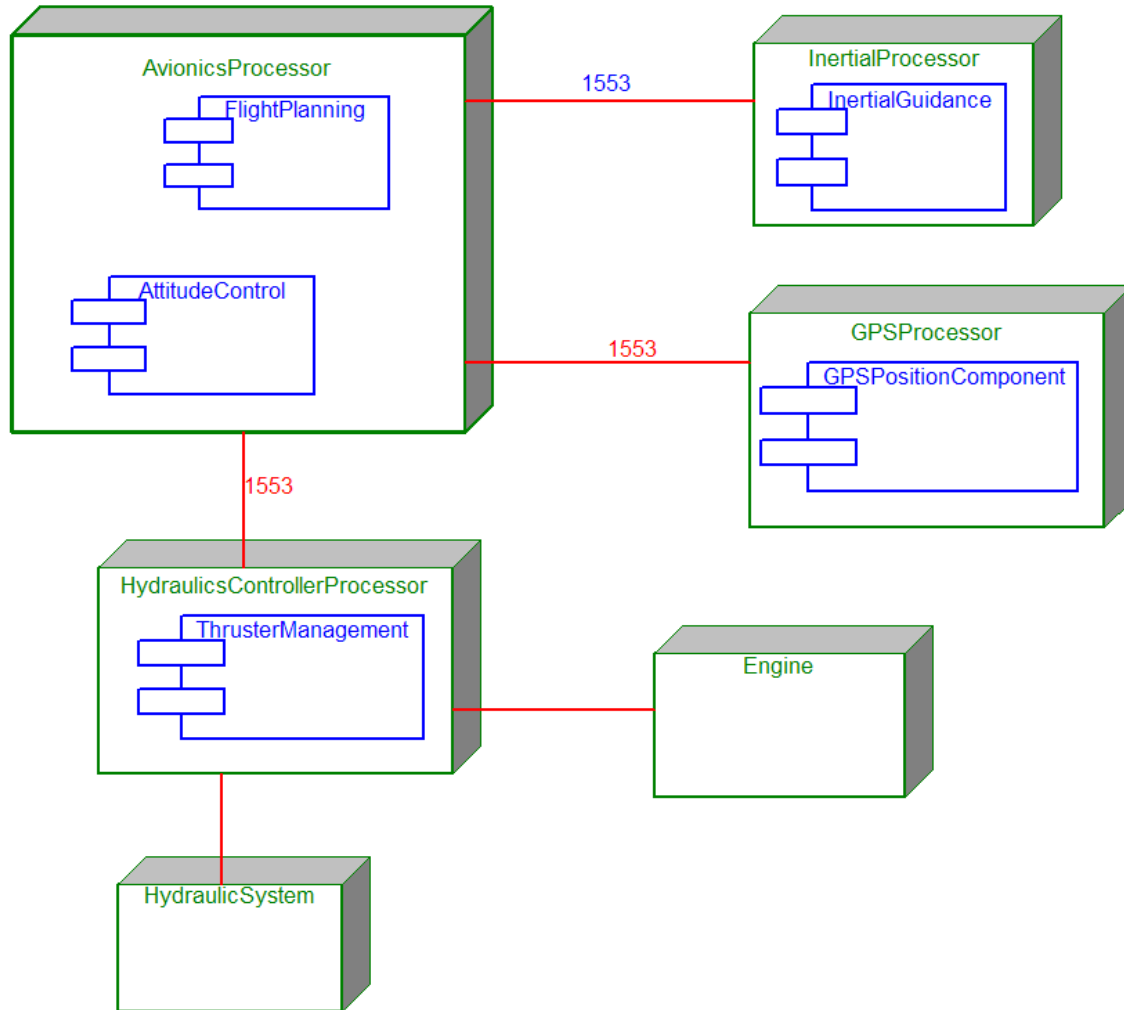 AvionicsProcessor
FlightPlanning
AttitudeControl
1553
InertialProcessor
InertialGuidance
1553
GPSProcessor
GPSPositionComponent
1553
HydraulicsControllerProcessor
ThrusterManagement
Engine
HydraulicSystem